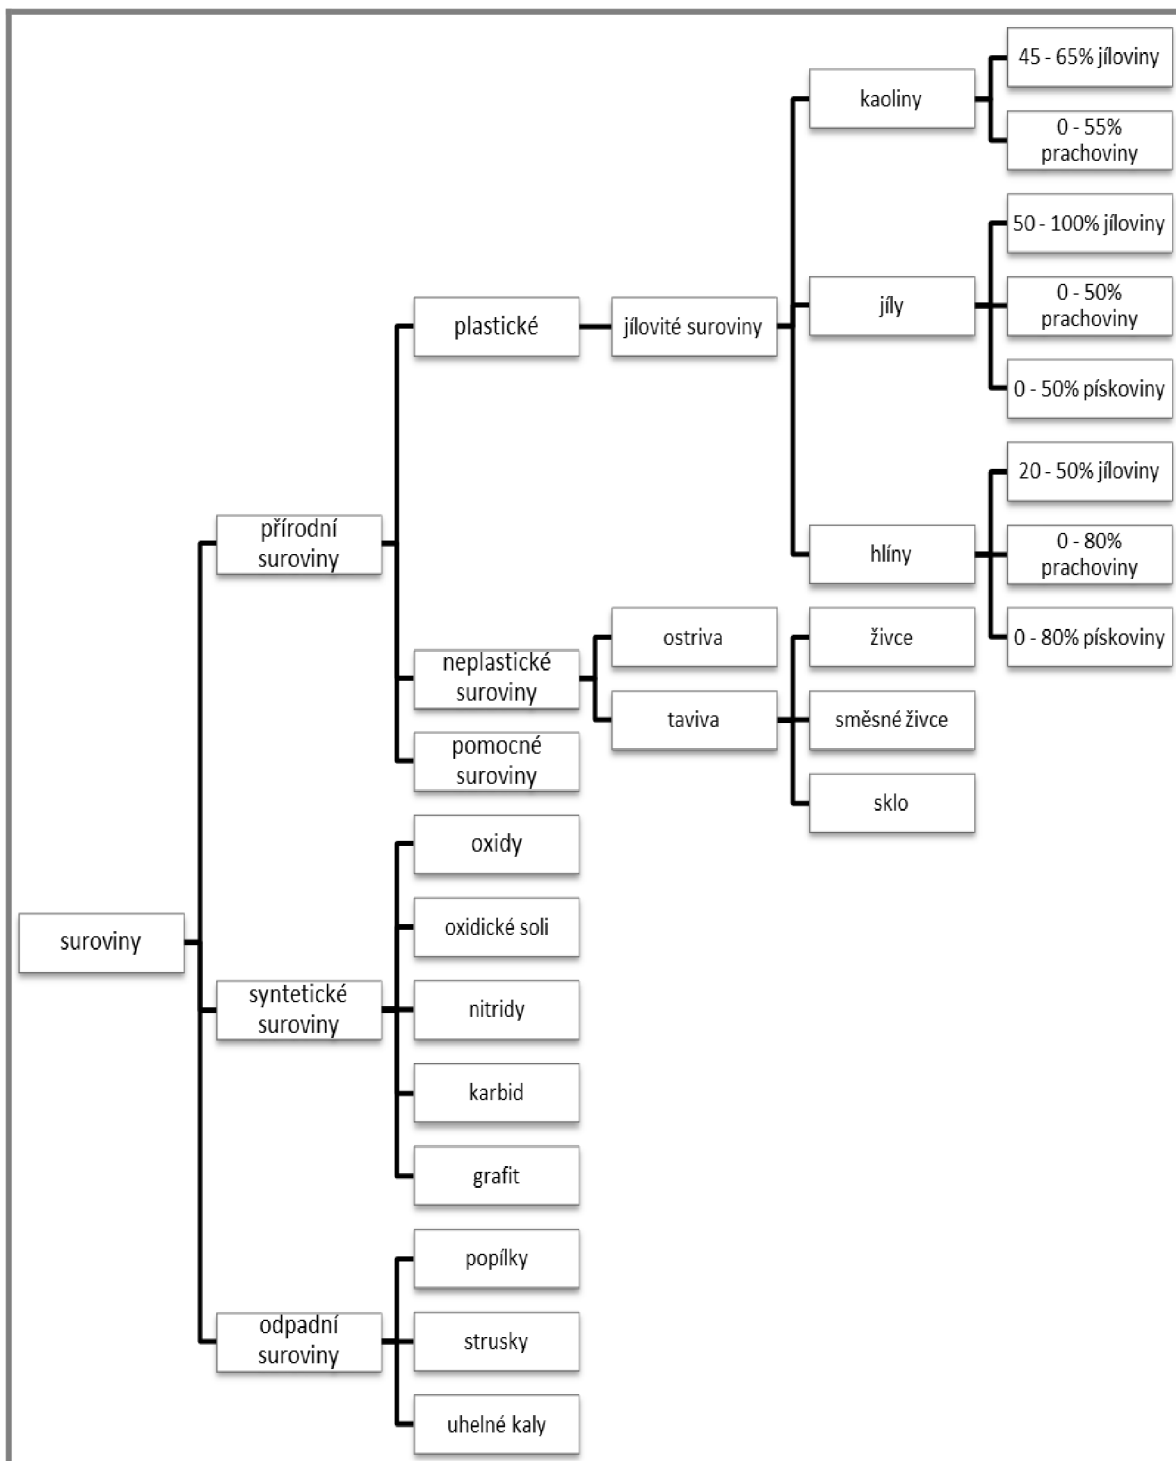 suroviny
přírodní
suroviny
plastické
jílovité suroviny
kaoliny
45 - 65% jíloviny
0 - 55%
prachoviny
jíly
50 - 100% jíloviny
0 - 50%
prachoviny
0 - 50% pískoviny
hlíny
20 - 50% jíloviny
0 - 80%
prachoviny
0 - 80% pískoviny
neplastické
suroviny
ostriva
taviva
živce
směsné živce
sklo
pomocné
suroviny
syntetické
suroviny
oxidy
oxidické soli
nitridy
karbid
grafit
odpadní
suroviny
popílky
strusky
uhelné kaly